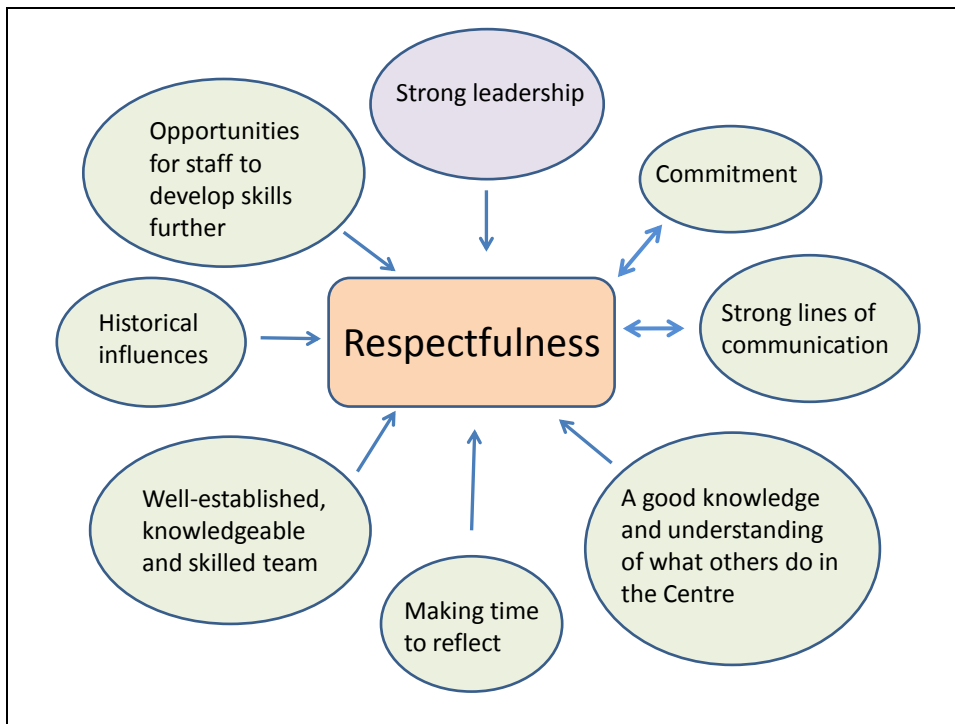 Strong leadership
Opportunities
for staff to
develop skills
further
Commitment
Historical
influences
Respectfulness
Strong lines of
communication
Well-established,
knowledgeable
and skilled team
Making time
to reflect
A good knowledge
and understanding
of what others do in
the Centre